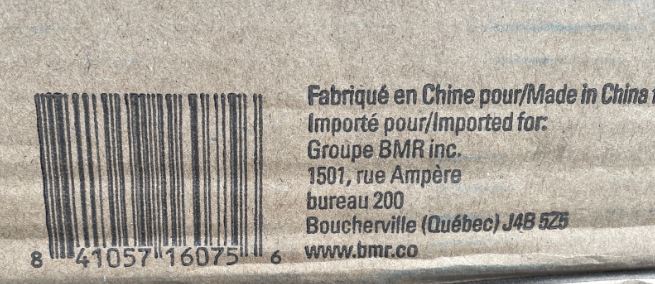 Fabriqué en Chine pour/Made in China f
Importé pour/Imported for:
Groupe BMR inc.
1501, rue Ampère
bureau 200
Boucherville (Québec) J4B 5Z5
www.bmr.co
8 41057 16075 6